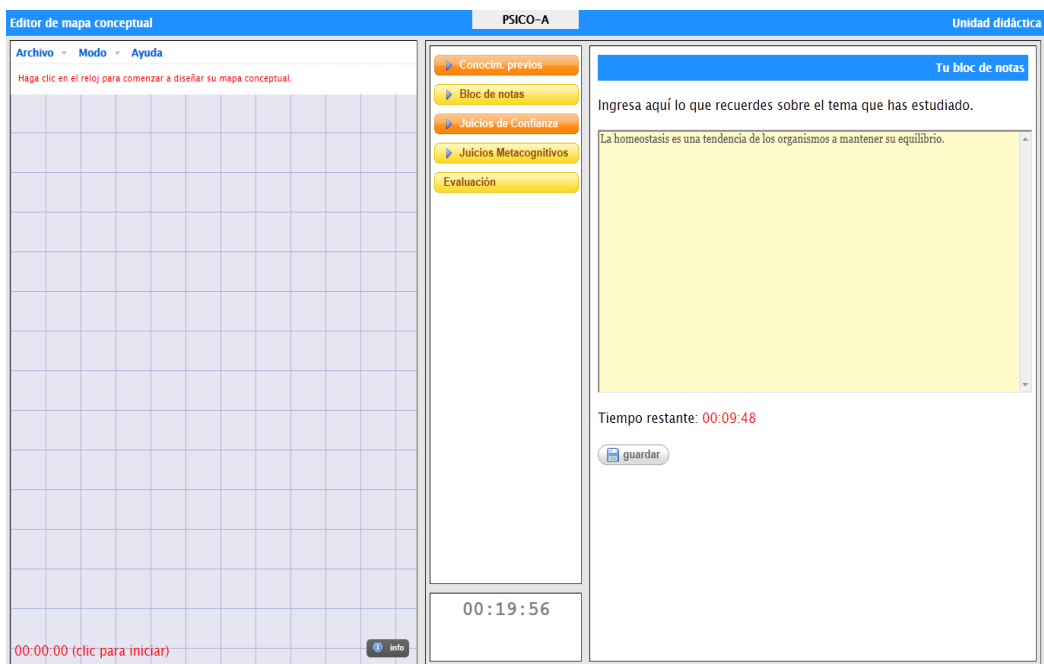 Editor de mapa conceptual
PSICO-A
Unidad didáctica
Archivo Modo Ayuda
Haga clic en el reloj para comenzar a diseñar su mapa conceptual.
00:00:00 (clic para iniciar)
info
Conocim. previos
Bloc de notas
Juicios de Confianza
Juicios Metacognitivos
Evaluación
00:19:56
Tu bloc de notas
Ingresa aquí lo que recuerdes sobre el tema que has estudiado.
La homeostasis es una tendencia de los organismos a mantener su equilibrio.
Tiempo restante: 00:09:48
guardar